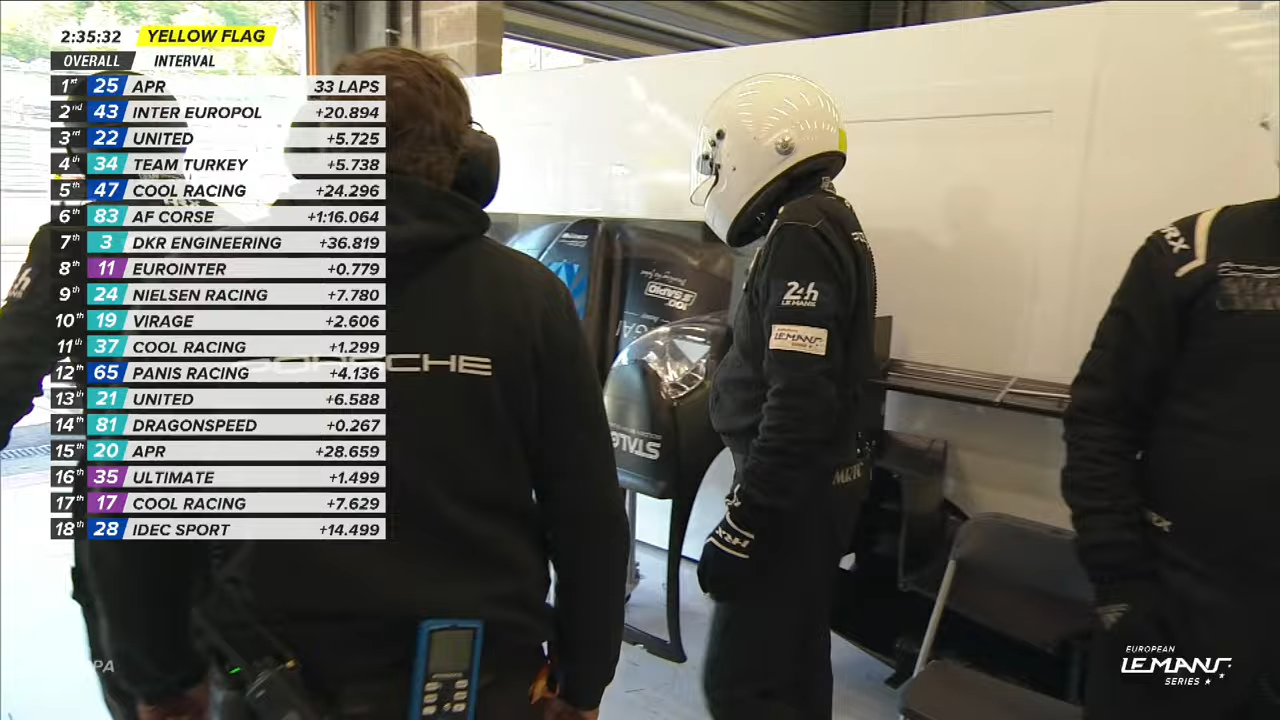 2:35:32 YELLOW FLAG
OVERALL INTERVAL
1st 25 APR 33 LAPS
2nd 43 INTER EUROPOL +20.894
3rd 22 UNITED +5.725
4th 34 TEAM TURKEY +5.738
5th 47 COOL RACING +24.296
6th 83 AF CORSE +1:16.064
7th 3 DKR ENGINEERING +36.819
8th 11 EUROINTER +0.779
9th 24 NIELSEN RACING +7.780
10th 19 VIRAGE +2.606
11th 37 COOL RACING +1.299
12th 65 PANIS RACING +4.136
13th 21 UNITED +6.588
14th 81 DRAGONSPEED +0.267
15th 20 APR +28.659
16th 35 ULTIMATE +1.499
17th 17 COOL RACING +7.629
18th 28 IDEC SPORT +14.499
PORSCHE
24h
LE MANS
LEMANS
SERIES
MRTC
EUROPEAN
LEMANS
SERIES